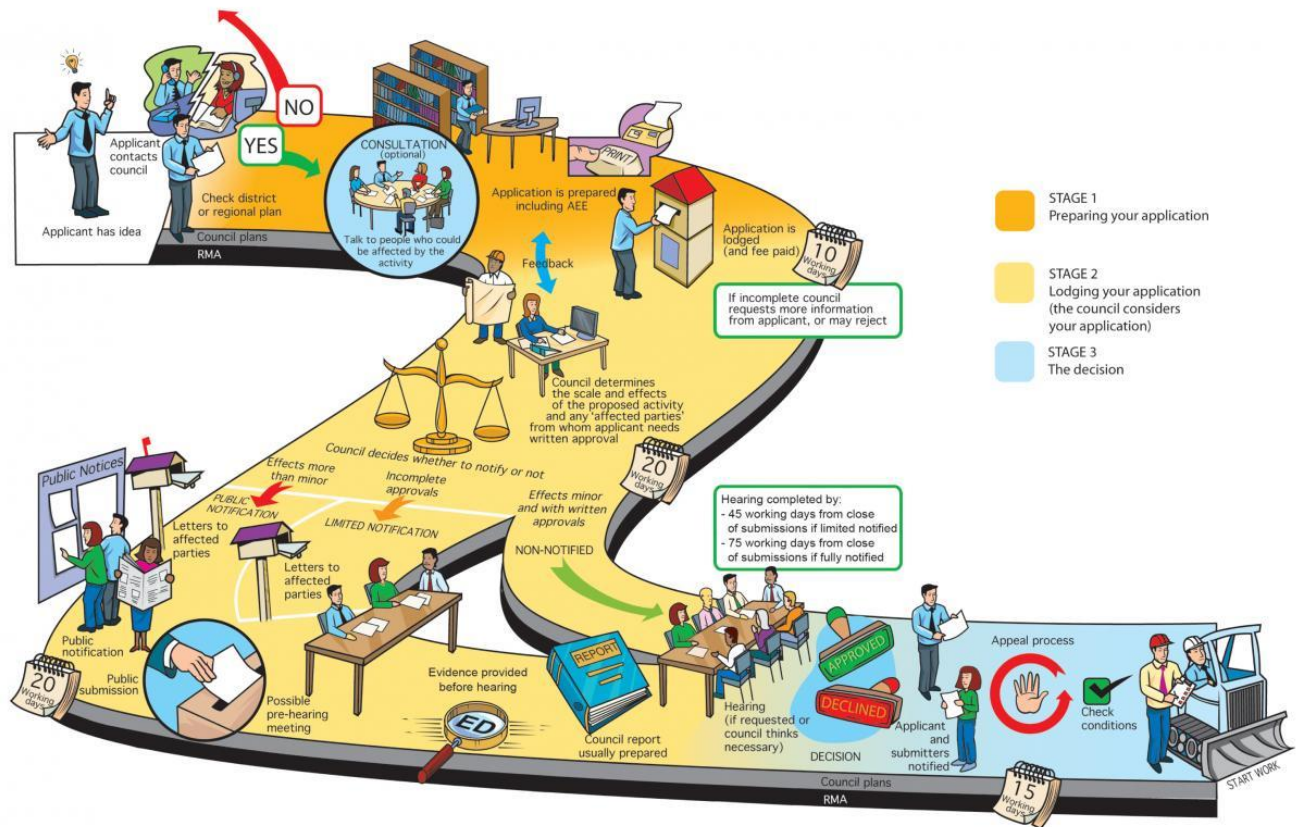 NO
YES
Applicant
contacts
council
Applicant has idea
Check district
or regional plan
Council plans
RMA
CONSULTATION
(optional)
Talk to people who could
be affected by the
activity
Application is prepared
including AEE
PRINT
Feedback
Application is
lodged
(and fee paid)
10
Working
days
If incomplete council
requests more information
from applicant, or may reject
STAGE 1
Preparing your application
STAGE 2
Lodging your application
(the council considers
your application)
STAGE 3
The decision
Council determines
the scale and effects
of the proposed activity
and any 'affected parties'
from whom applicant needs
written approval
20
Working
days
Council decides whether to notify or not
Effects more
than minor
Incomplete
approvals
Effects minor
and with written
approvals
PUBLIC
NOTIFICATION
LIMITED NOTIFICATION
NON-NOTIFIED
Public Notices
Letters to
affected
parties
Letters to
affected
parties
Hearing completed by:
- 45 working days from close
of submissions if limited notified
- 75 working days from close
of submissions if fully notified
Public
notification
20
Working
days
Public
submission
Possible
pre-hearing
meeting
Evidence provided
before hearing
ED
REPORT
Council report
usually prepared
Hearing
(if requested or
council thinks
necessary)
APPROVED
DECLINED
DECISION
Applicant
and
submitters
notified
Appeal process
Check
conditions
START WORK
Council plans
RMA
15
Working
days